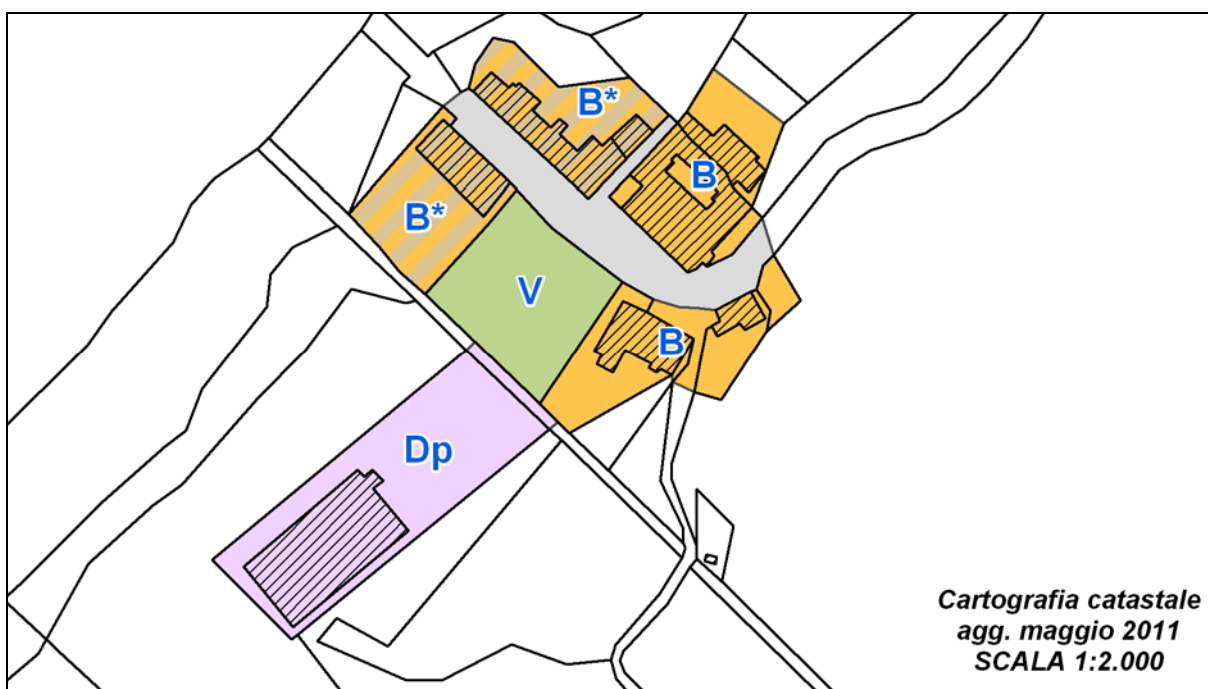 B*
B
B*
V
B
Dp
Cartografia catastale
agg. maggio 2011
SCALA 1:2.000